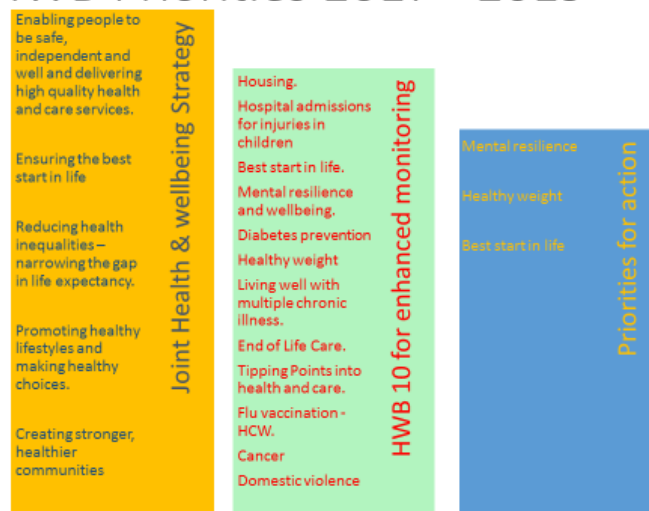 Enabling people to
be safe,
independent and
well and delivering
high quality health
and care services.
Ensuring the best
start in life
Reducing health
inequalities –
narrowing the gap
in life expectancy.
Promoting healthy
lifestyles and
making healthy
choices.
Creating stronger,
healthier
communities
Joint Health & wellbeing Strategy
Housing.
Hospital admissions
for injuries in
children
Best start in life.
Mental resilience
and wellbeing.
Diabetes prevention
Healthy weight
Living well with
multiple chronic
illness.
End of Life Care.
Tipping Points into
health and care.
Flu vaccination -
HCW.
Cancer
Domestic violence
HWB 10 for enhanced monitoring
Mental resilience
Healthy weight
Best start in life
Priorities for action